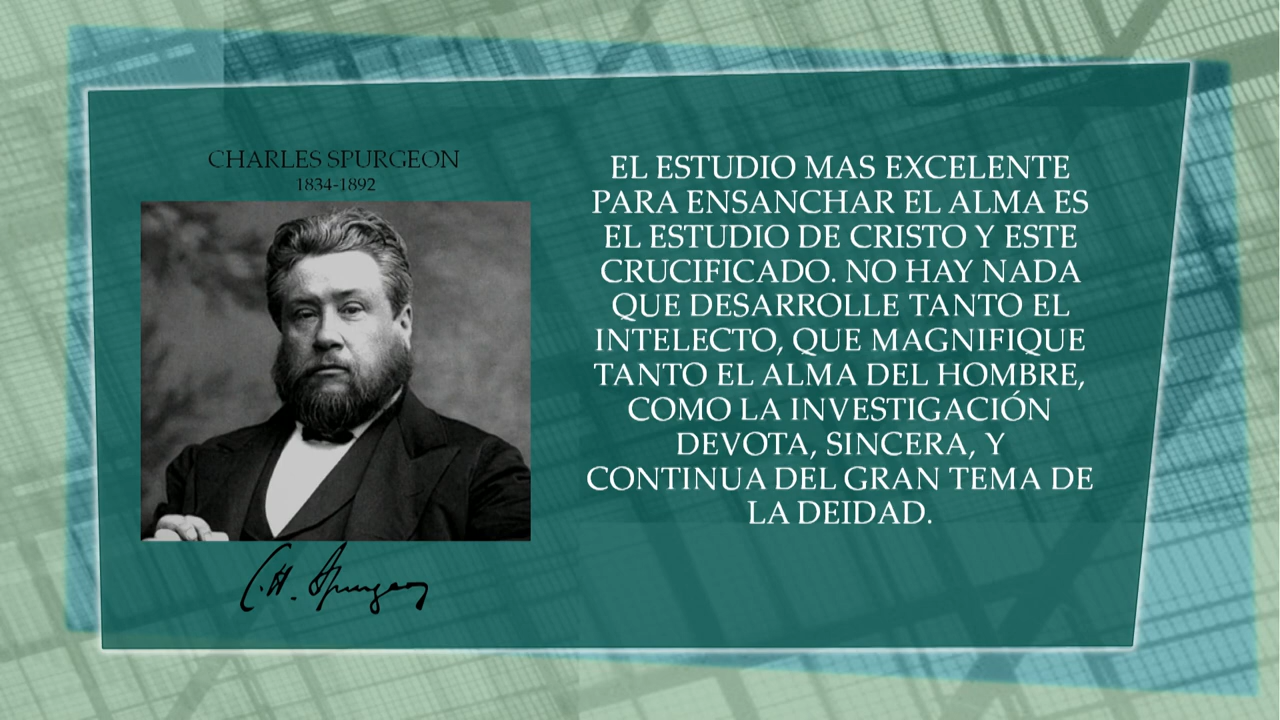 CHARLES SPURGEON
1834-1892
C. H. Spurgeon
EL ESTUDIO MAS EXCELENTE
PARA ENSANCHAR EL ALMA ES
EL ESTUDIO DE CRISTO Y ESTE
CRUCIFICADO. NO HAY NADA
QUE DESARROLLE TANTO EL
INTELECTO, QUE MAGNIFIQUE
TANTO EL ALMA DEL HOMBRE,
COMO LA INVESTIGACIÓN
DEVOTA, SINCERA, Y
CONTINUA DEL GRAN TEMA DE
LA DEIDAD.